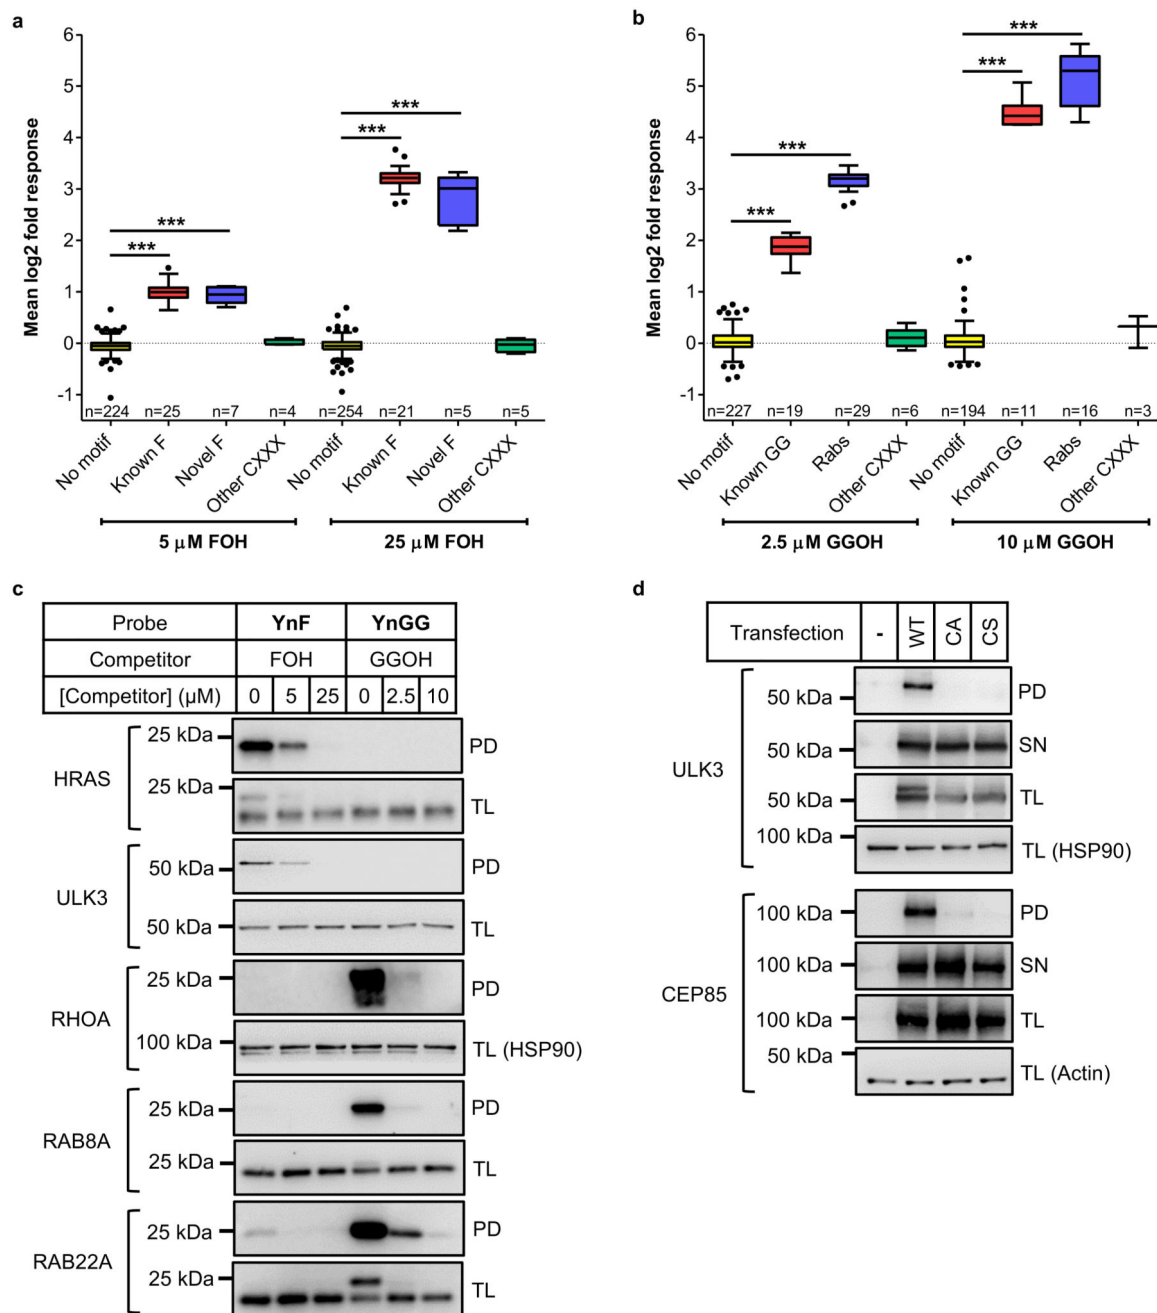 a
Mean log2 fold response
6
5
4
3
2
1
0
-1
***
***
***
***
n=224
n=25
n=7
n=4
n=254
n=21
n=5
n=5
No motif
Known F
Novel F
Other CXXX
No motif
Known F
Novel F
Other CXXX
5 μM FOH
25 μM FOH
b
Mean log2 fold response
6
5
4
3
2
1
0
-1
***
***
***
***
n=227
n=19
n=29
n=6
n=194
n=11
n=16
n=3
No motif
Known GG
Rabs
Other CXXX
No motif
Known GG
Rabs
Other CXXX
2.5 μM GGOH
10 μM GGOH
c
Probe YnF YnGG
Competitor FOH GGOH
[Competitor] (μM) 0 5 25 0 2.5 10
HRAS
25 kDa PD
25 kDa TL
ULK3
50 kDa PD
50 kDa TL
RHOA
25 kDa PD
100 kDa TL (HSP90)
RAB8A
25 kDa PD
25 kDa TL
RAB22A
25 kDa PD
25 kDa TL
d
Transfection - WT CA CS
ULK3
50 kDa PD
50 kDa SN
50 kDa TL
100 kDa TL (HSP90)
CEP85
100 kDa PD
100 kDa SN
100 kDa TL
50 kDa TL (Actin)